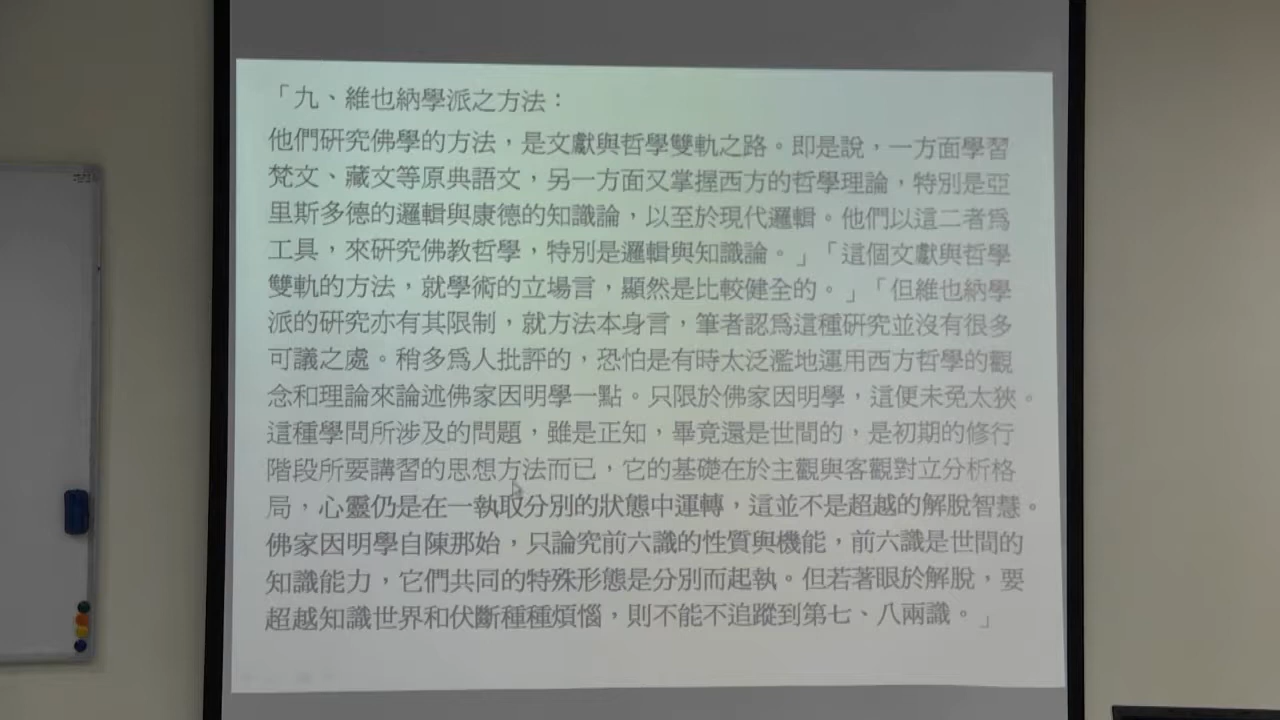 「九、維也納學派之方法：
他們研究佛學的方法，是文獻與哲學雙軌之路。即是說，一方面學習
梵文、藏文等原典語文，另一方面又掌握西方的哲學理論，特別是亞
里斯多德的邏輯與康德的知識論，以至於現代邏輯。他們以這二者為
工具，來研究佛教哲學，特別是邏輯與知識論。」「這個文獻與哲學
雙軌的方法，就學術的立場言，顯然是比較健全的。」「但維也納學
派的研究亦有其限制，就方法本身言，筆者認為這種研究並沒有很多
可議之處。稍多為人批評的，恐怕是有時太泛濫地運用西方哲學的觀
念和理論來論述佛家因明學一點。只限於佛家因明學，這便未免太狹。
這種學問所涉及的問題，雖是正知，畢竟還是世間的，是初期的修行
階段所要講習的思想方法而已，它的基礎在於主觀與客觀對立分析格
局，心靈仍是在一執取分別的狀態中運轉，這並不是超越的解脫智慧。
佛家因明學自陳那始，只論究前六識的性質與機能，前六識是世間的
知識能力，它們共同的特殊形態是分別而起執。但若著眼於解脫，要
超越知識世界和伏斷種種煩惱，則不能不追蹤到第七、八兩識。」